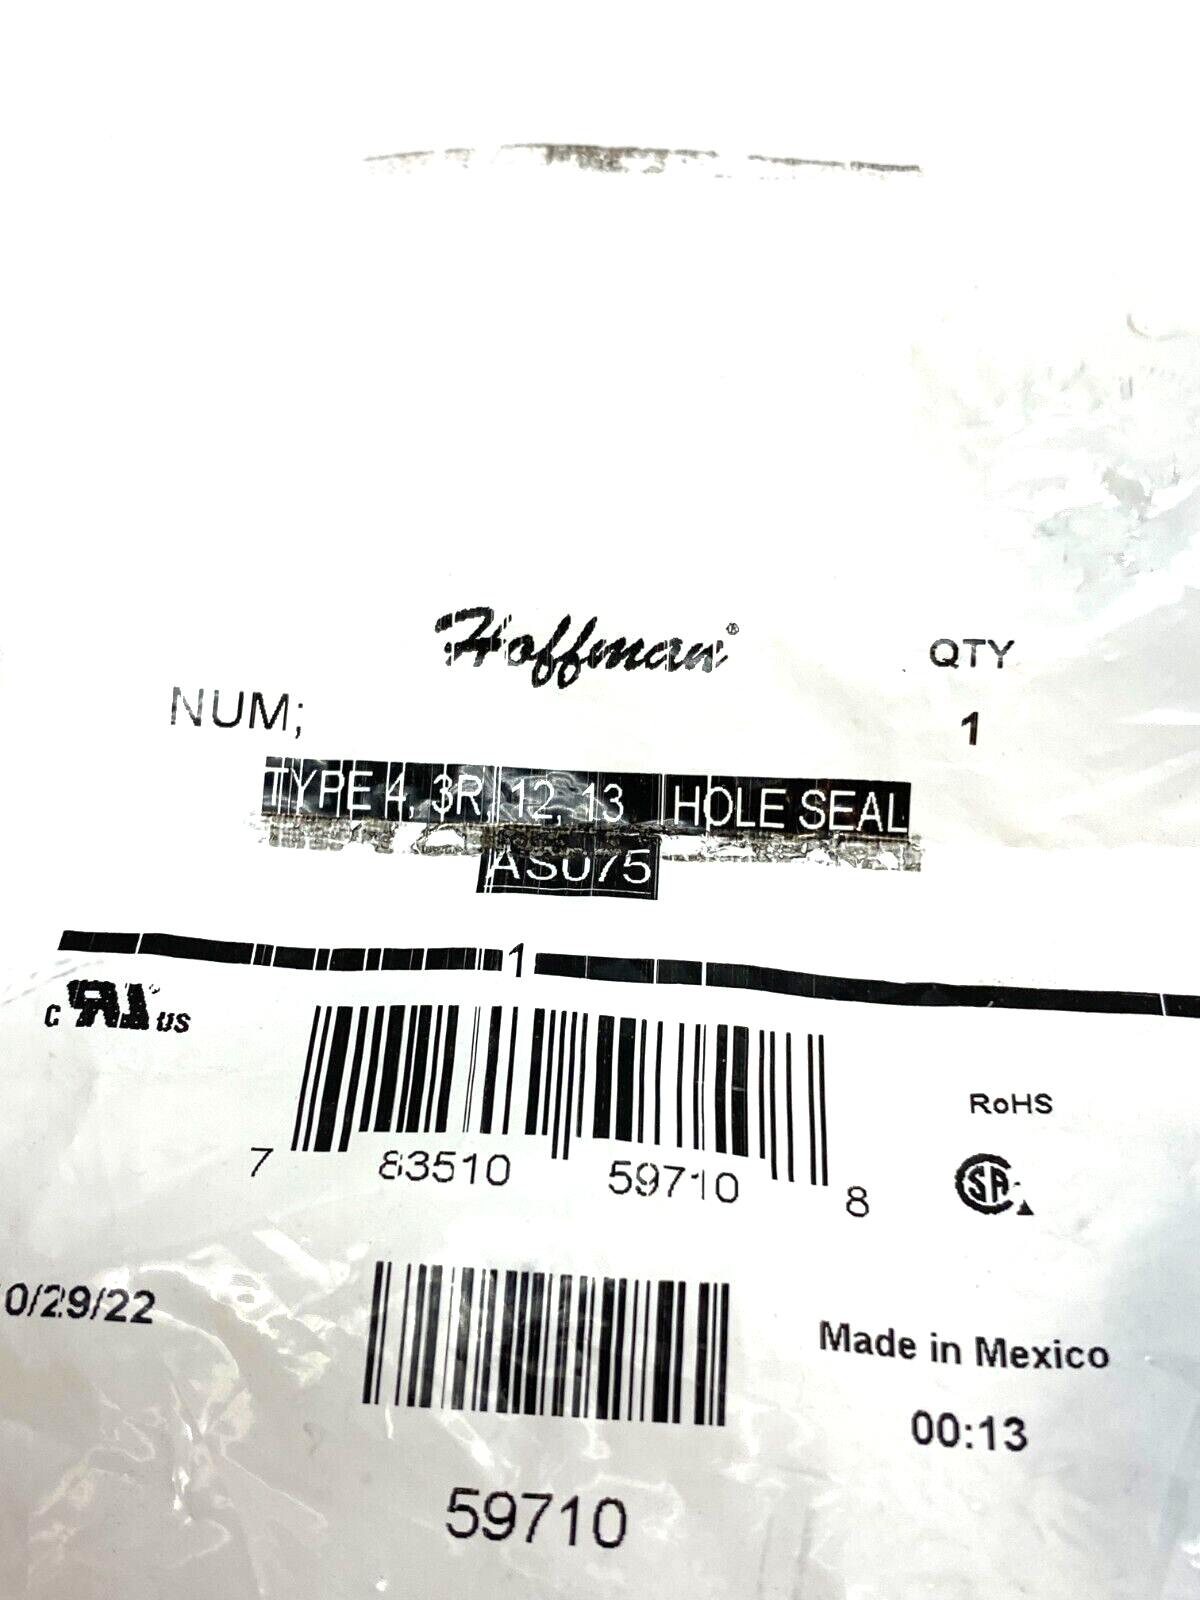 Hoffman®
QTY
NUM;
1
TYPE 4, 3R, 12, 13 HOLE SEAL
AS075
1
c US
7 83510 59710 8
RoHS
SA
0/29/22
Made in Mexico
00:13
59710